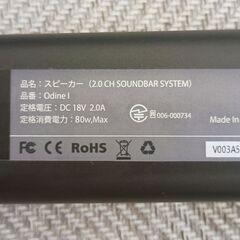 品名：スピーカー（2.0 CH SOUNDBAR SYSTEM）
品番：Odine I
定格電圧：DC 18V 2.0A
定格消費電力：80w,Max
006-000734
Made In
CE RoHS
V003A5